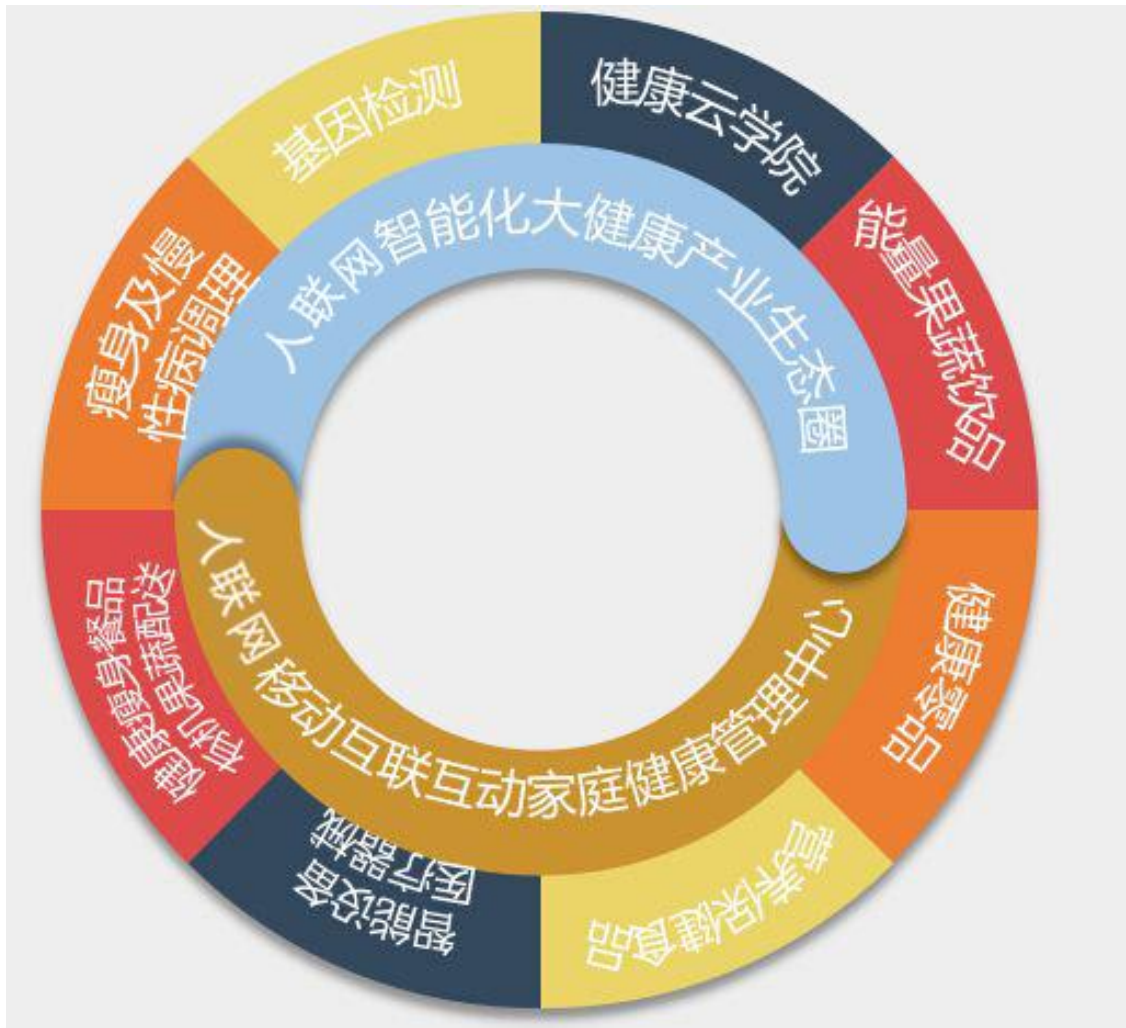 健康云学院
能量果蔬饮品
健康零品
营养保健食品
智能设备
医疗器械
健康瘦身餐品
有机果蔬配送
瘦身及慢
性病调理
基因检测
人联网智能化大健康产业生态圈
人联网移动互联互动家庭健康管理中心